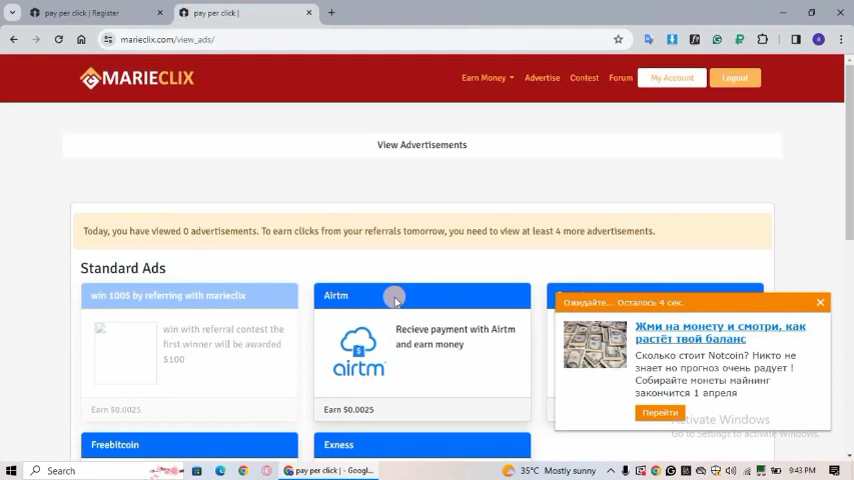 pay per click | Register
pay per click |
marieclix.com/view_ads/
a
MARIECLIX
Earn Money
Advertise
Contest
Forum
My Account
Logout
View Advertisements
Today, you have viewed 0 advertisements. To earn clicks from your referrals tomorrow, you need to view at least 4 more advertisements.
Standard Ads
win 100$ by referring with marieclix
win with referral contest the
first winner will be awarded
$100
Earn $0.0025
Airtm
Recieve payment with Airtm
and earn money
airtm
Earn $0.0025
Freebitcoin
Exness
Ожидайте... Осталось 4 сек.
Жми на монету и смотри, как
растёт твой баланс
Сколько стоит Notcoin? Никто не
знает но прогноз очень радует !
Собирайте монеты майнинг
закончится 1 апреля
Перейти
Activate Windows
Go to Settings to activate Windows.
Search
pay per click | - Googl...
35°C Mostly sunny
9:43 PM